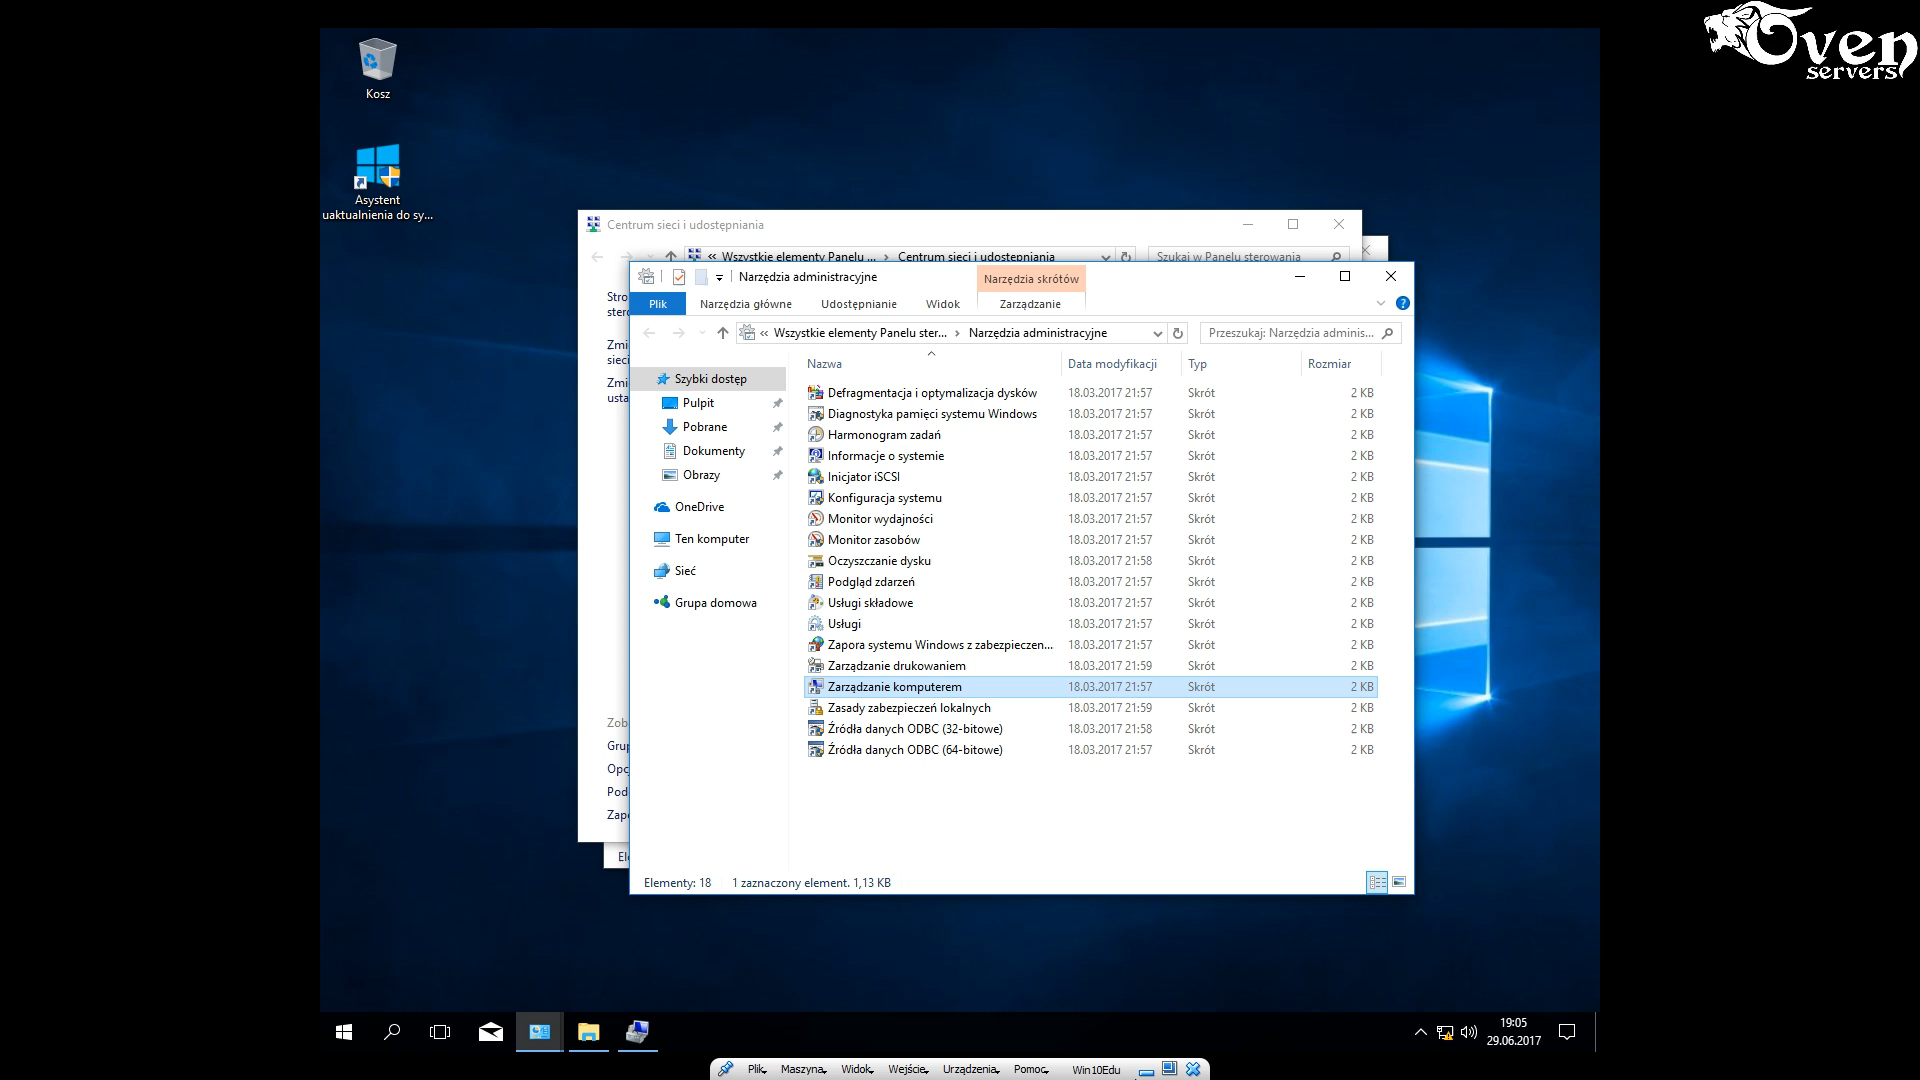 Oven
servers
Kosz
Asystent
uaktualnienia do sy...
Centrum sieci i udostępniania
« Wszystkie elementy Panelu ... › Centrum sieci i udostępniania
Szukaj w Panelu sterowania
Narzędzia administracyjne
Narzędzia skrótów
Plik
Narzędzia główne
Udostępnianie
Widok
Zarządzanie
« Wszystkie elementy Panelu ster... › Narzędzia administracyjne
Przeszukaj: Narzędzia adminis...
Stro
Zmi
sieci
Zmi
usta
Zob
Gru
Pod
Zap
Szybki dostęp
Pulpit
Pobrane
Dokumenty
Obrazy
OneDrive
Ten komputer
Sieć
Grupa domowa
Nazwa Data modyfikacji Typ Rozmiar
Defragmentacja i optymalizacja dysków 18.03.2017 21:57 Skrót 2 KB
Diagnostyka pamięci systemu Windows 18.03.2017 21:57 Skrót 2 KB
Harmonogram zadań 18.03.2017 21:57 Skrót 2 KB
Informacje o systemie 18.03.2017 21:57 Skrót 2 KB
Inicjator iSCSI 18.03.2017 21:57 Skrót 2 KB
Konfiguracja systemu 18.03.2017 21:57 Skrót 2 KB
Monitor wydajności 18.03.2017 21:57 Skrót 2 KB
Monitor zasobów 18.03.2017 21:57 Skrót 2 KB
Oczyszczanie dysku 18.03.2017 21:58 Skrót 2 KB
Podgląd zdarzeń 18.03.2017 21:57 Skrót 2 KB
Usługi składowe 18.03.2017 21:57 Skrót 2 KB
Usługi 18.03.2017 21:57 Skrót 2 KB
Zapora systemu Windows z zabezpieczen... 18.03.2017 21:57 Skrót 2 KB
Zarządzanie drukowaniem 18.03.2017 21:59 Skrót 2 KB
Zarządzanie komputerem 18.03.2017 21:57 Skrót 2 KB
Zasady zabezpieczeń lokalnych 18.03.2017 21:59 Skrót 2 KB
Źródła danych ODBC (32-bitowe) 18.03.2017 21:58 Skrót 2 KB
Źródła danych ODBC (64-bitowe) 18.03.2017 21:57 Skrót 2 KB
Elementy: 18 1 zaznaczony element. 1,13 KB
19:05
29.06.2017
Plik Maszyna Widok Wejście Urządzenia Pomoc Win10Edu